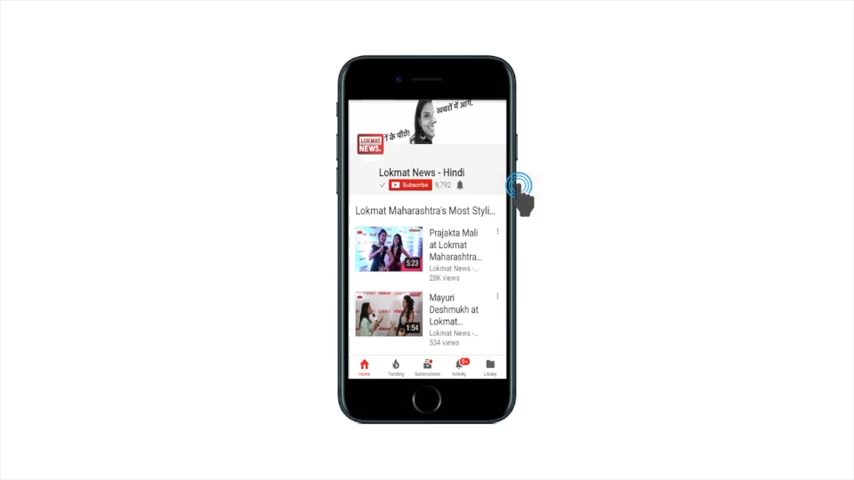 खबरों में आगे,
के पीछे!
LOKMAT
NEWS
Lokmat News - Hindi
Subscribe 9,792
Lokmat Maharashtra's Most Styli...
Prajakta Mali
at Lokmat
Maharashtra...
Lokmat News -...
28K views
5:23
Mayuri
Deshmukh at
Lokmat...
Lokmat News -...
534 views
1:54
Home Trending Subscriptions Activity Library
9+